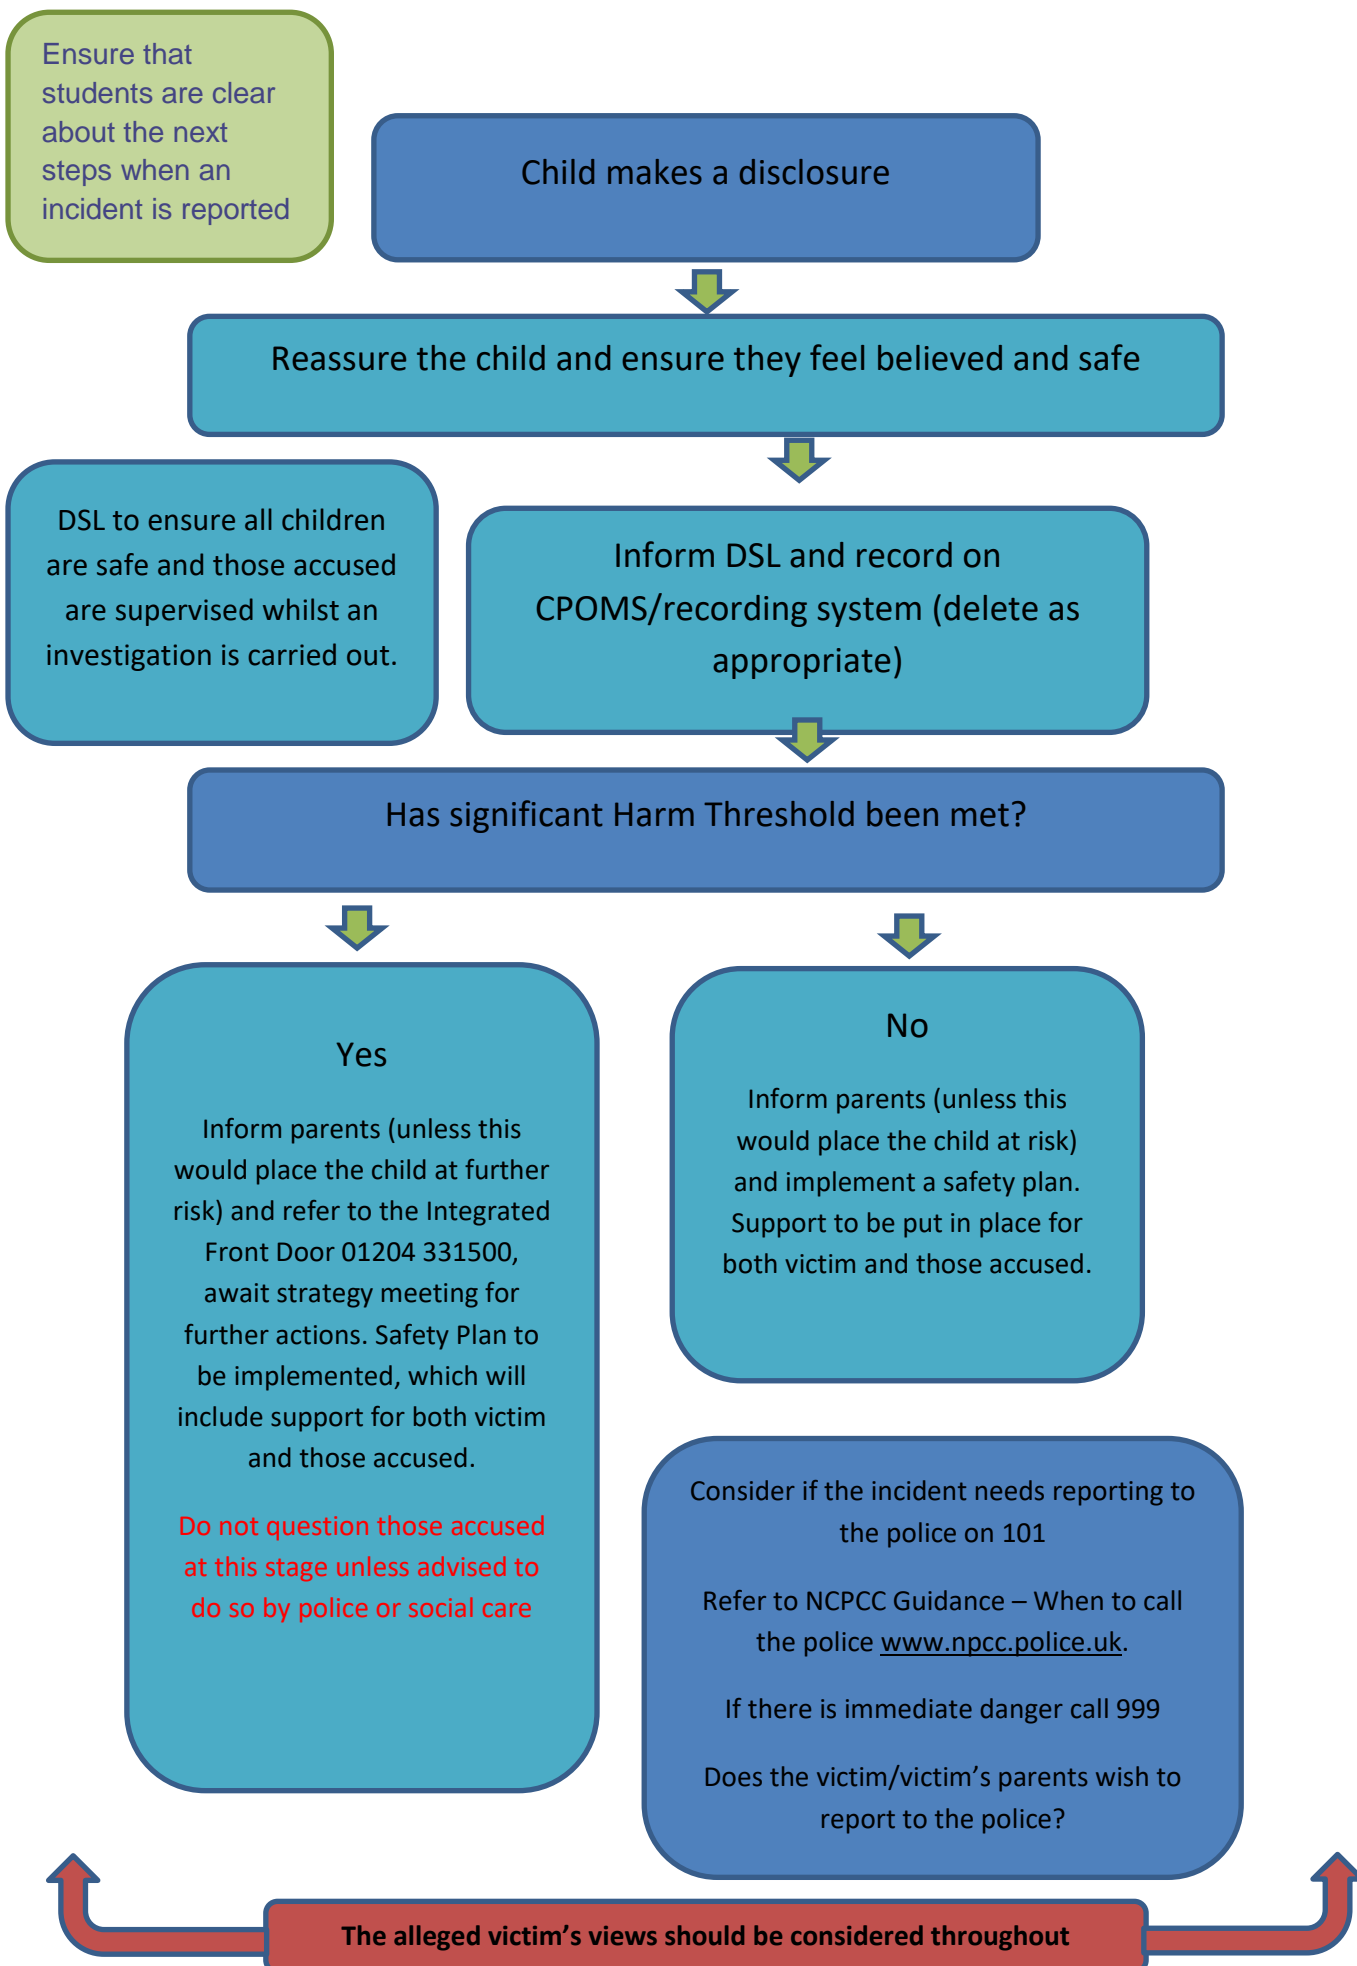 Ensure that
students are clear
about the next
steps when an
incident is reported
Child makes a disclosure
Reassure the child and ensure they feel believed and safe
DSL to ensure all children
are safe and those accused
are supervised whilst an
investigation is carried out.
Inform DSL and record on
CPOMS/recording system (delete as
appropriate)
Has significant Harm Threshold been met?
Yes
Inform parents (unless this
would place the child at further
risk) and refer to the Integrated
Front Door 01204 331500,
await strategy meeting for
further actions. Safety Plan to
be implemented, which will
include support for both victim
and those accused.
Do not question those accused
at this stage unless advised to
do so by police or social care
No
Inform parents (unless this
would place the child at risk)
and implement a safety plan.
Support to be put in place for
both victim and those accused.
Consider if the incident needs reporting to
the police on 101
Refer to NCPCC Guidance – When to call
the police www.npcc.police.uk.
If there is immediate danger call 999
Does the victim/victim’s parents wish to
report to the police?
The alleged victim’s views should be considered throughout